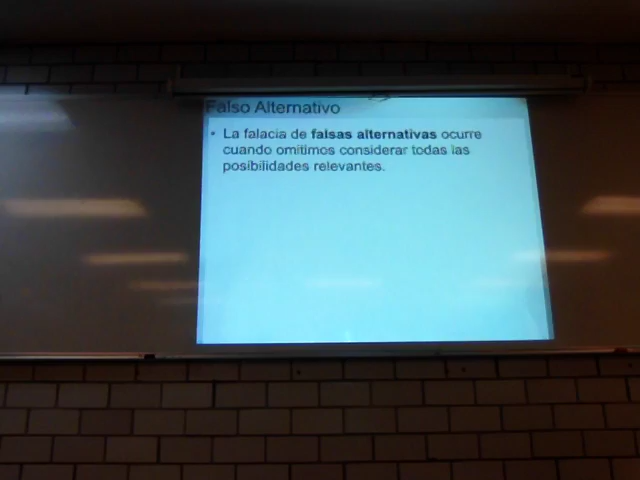 Falso Alternativo
• La falacia de falsas alternativas ocurre
cuando omitimos considerar todas las
posibilidades relevantes.